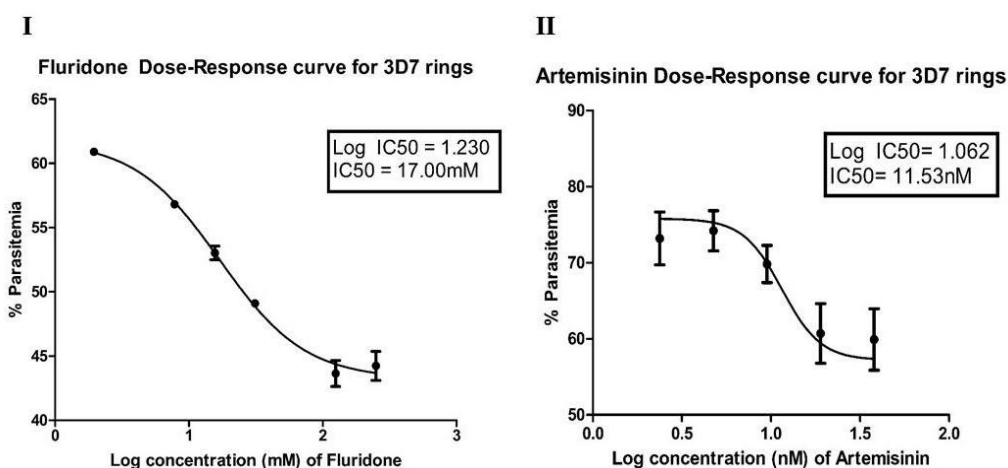 I
Fluridone Dose-Response curve for 3D7 rings
65
60
55
50
45
40
0
1
2
3
% Parasitemia
Log concentration (mM) of Fluridone
Log IC50 = 1.230
IC50 = 17.00mM
II
Artemisinin Dose-Response curve for 3D7 rings
90
80
70
60
50
0.0
0.5
1.0
1.5
2.0
% Parasitemia
Log concentration (nM) of Artemisinin
Log IC50= 1.062
IC50= 11.53nM